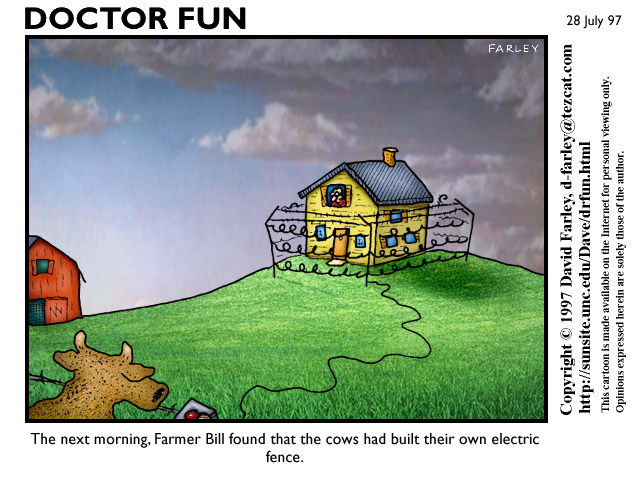 DOCTOR FUN
28 July 97
FARLEY
The next morning, Farmer Bill found that the cows had built their own electric
fence.
Copyright © 1997 David Farley, d-farley@tezcat.com
http://sunsite.unc.edu/Dave/drfun.html
This cartoon is made available on the Internet for personal viewing only.
Opinions expressed herein are solely those of the author.